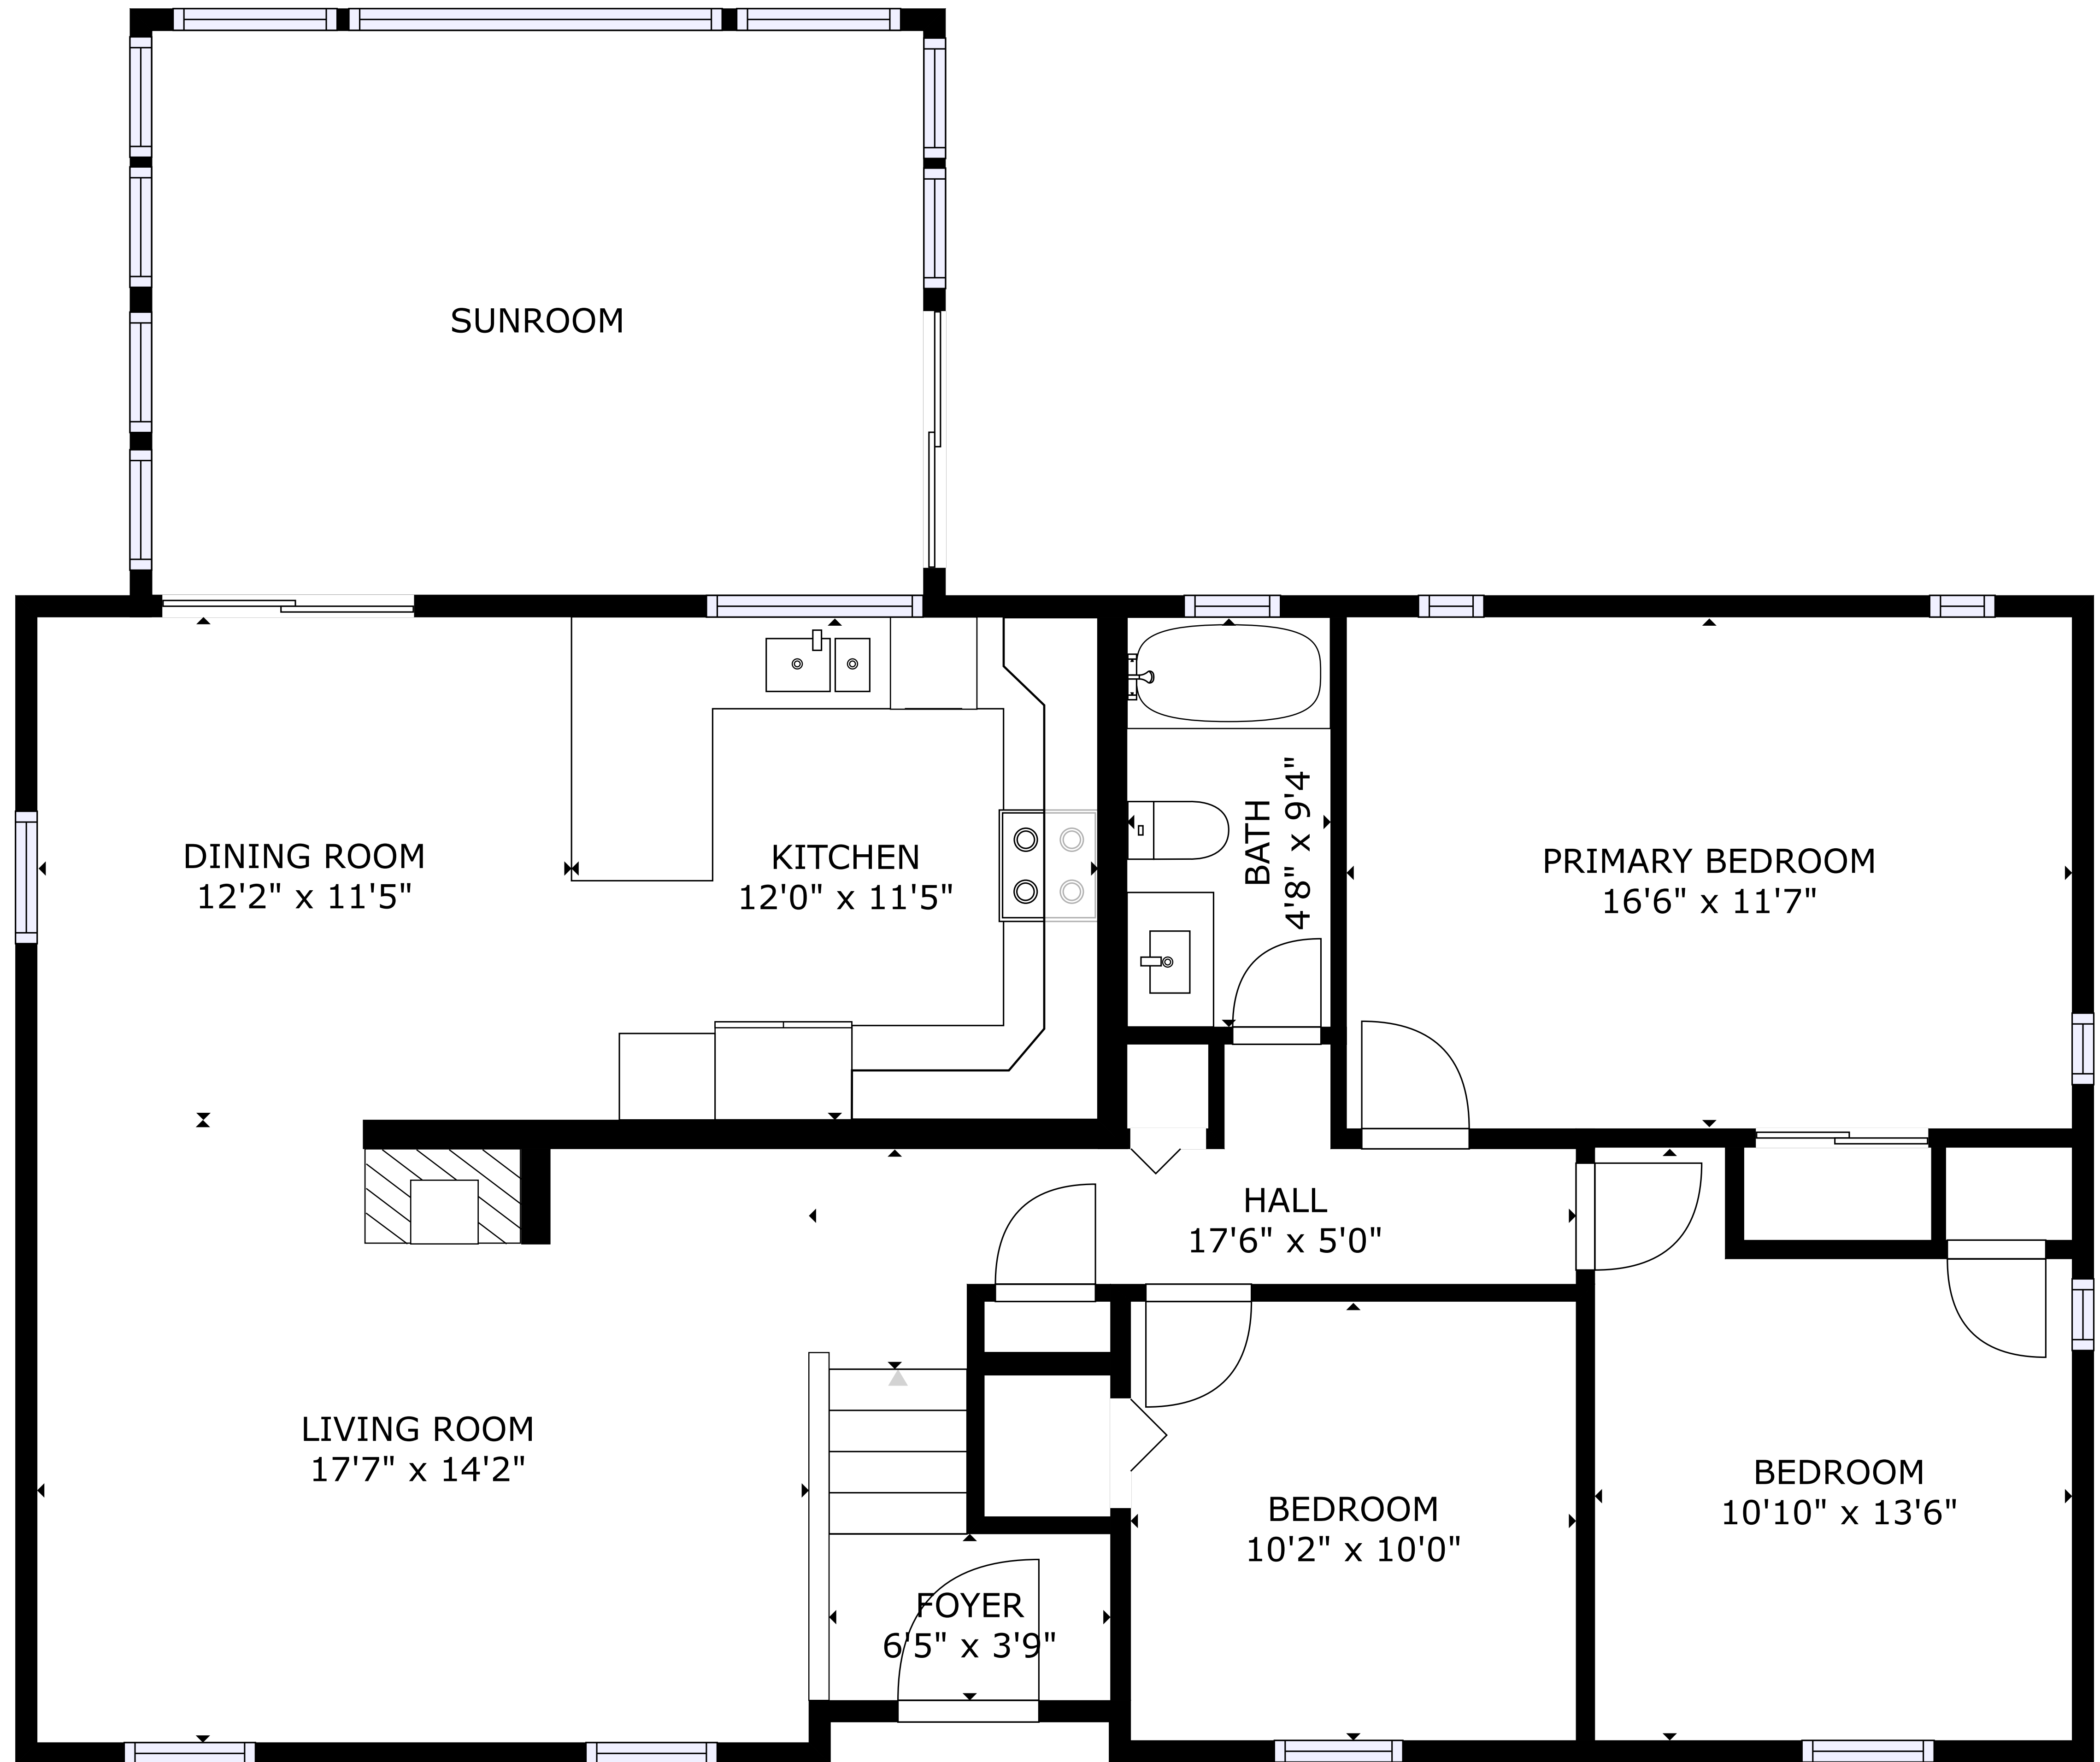 SUNROOM
DINING ROOM
12'2" x 11'5"
KITCHEN
12'0" x 11'5"
BATH
4'8" x 9'4"
PRIMARY BEDROOM
16'6" x 11'7"
HALL
17'6" x 5'0"
LIVING ROOM
17'7" x 14'2"
BEDROOM
10'2" x 10'0"
BEDROOM
10'10" x 13'6"
FOYER
6'5" x 3'9"